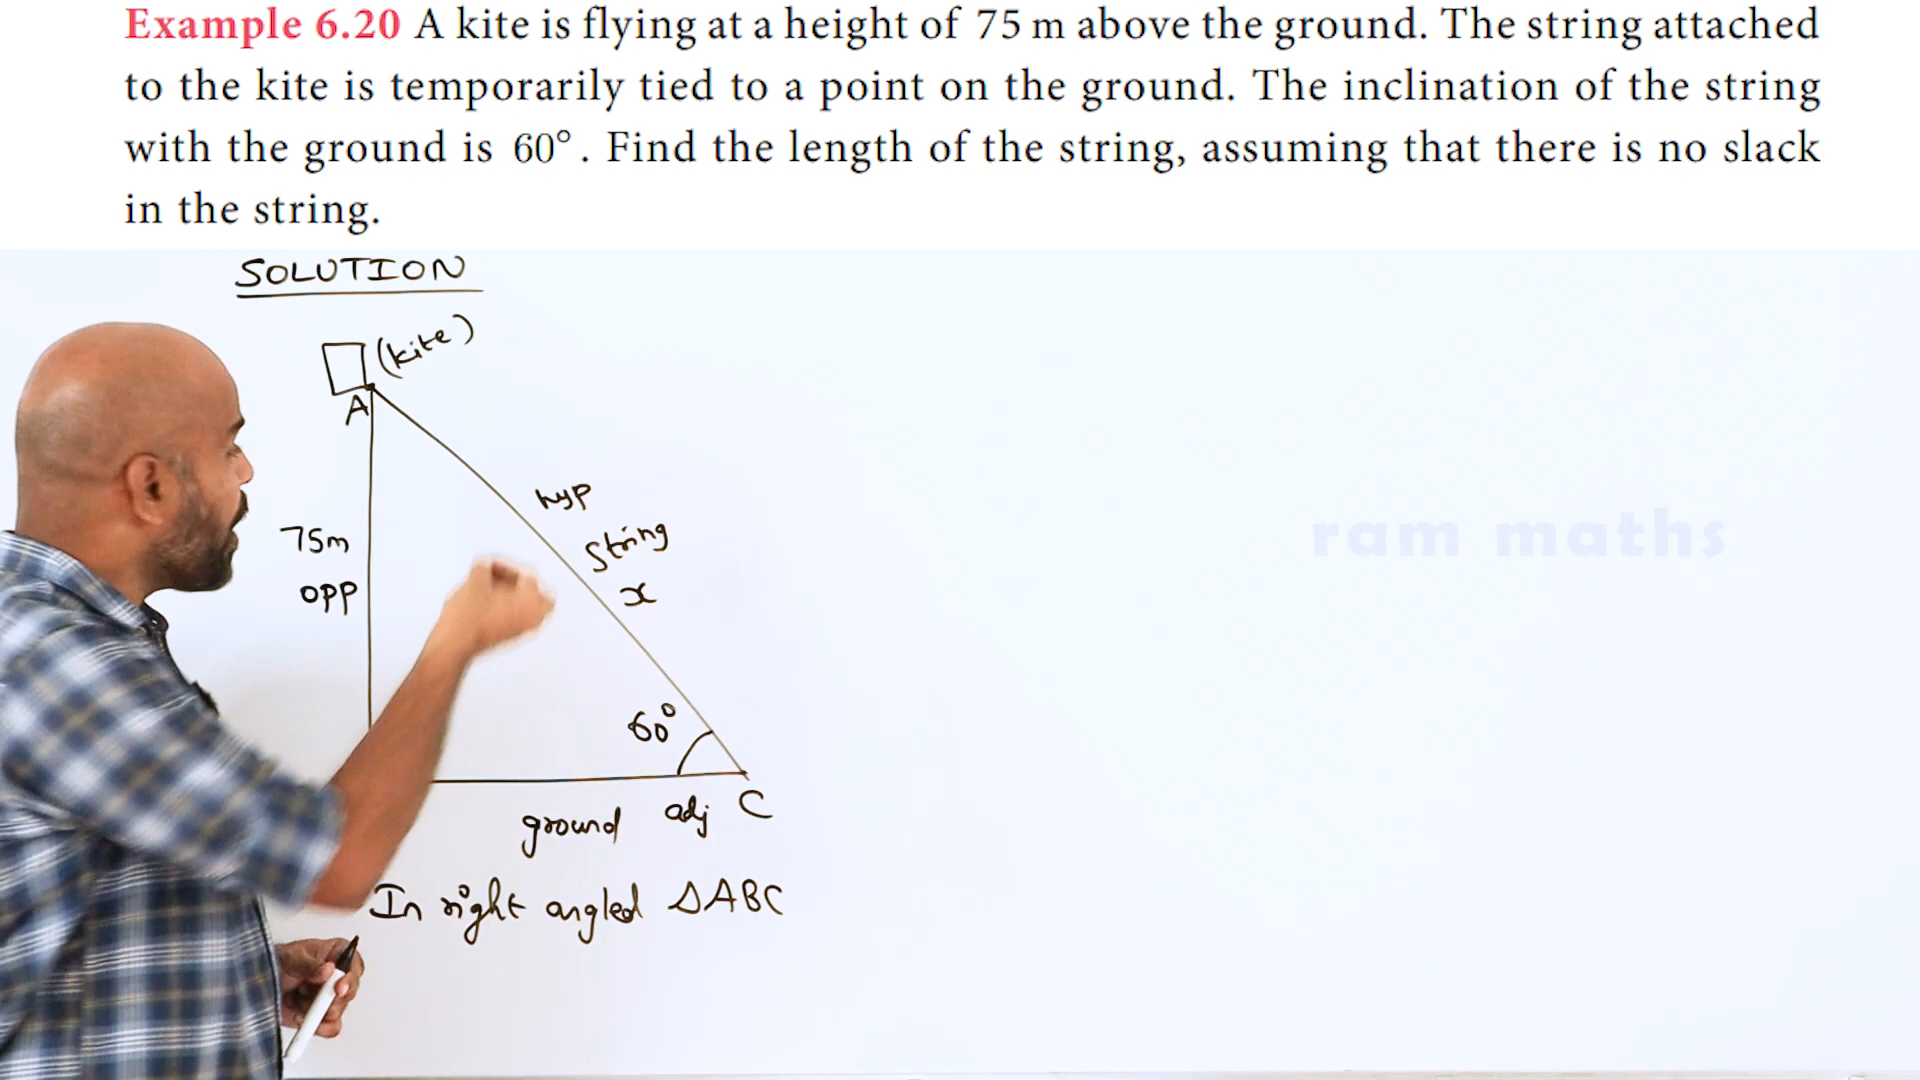 Example 6.20 A kite is flying at a height of 75 m above the ground. The string attached
to the kite is temporarily tied to a point on the ground. The inclination of the string
with the ground is 60° . Find the length of the string, assuming that there is no slack
in the string.
SOLUTION
(kite)
A
hyp
75m
string
opp
x
60°
ground adj C
In right angled ΔABC
ram maths